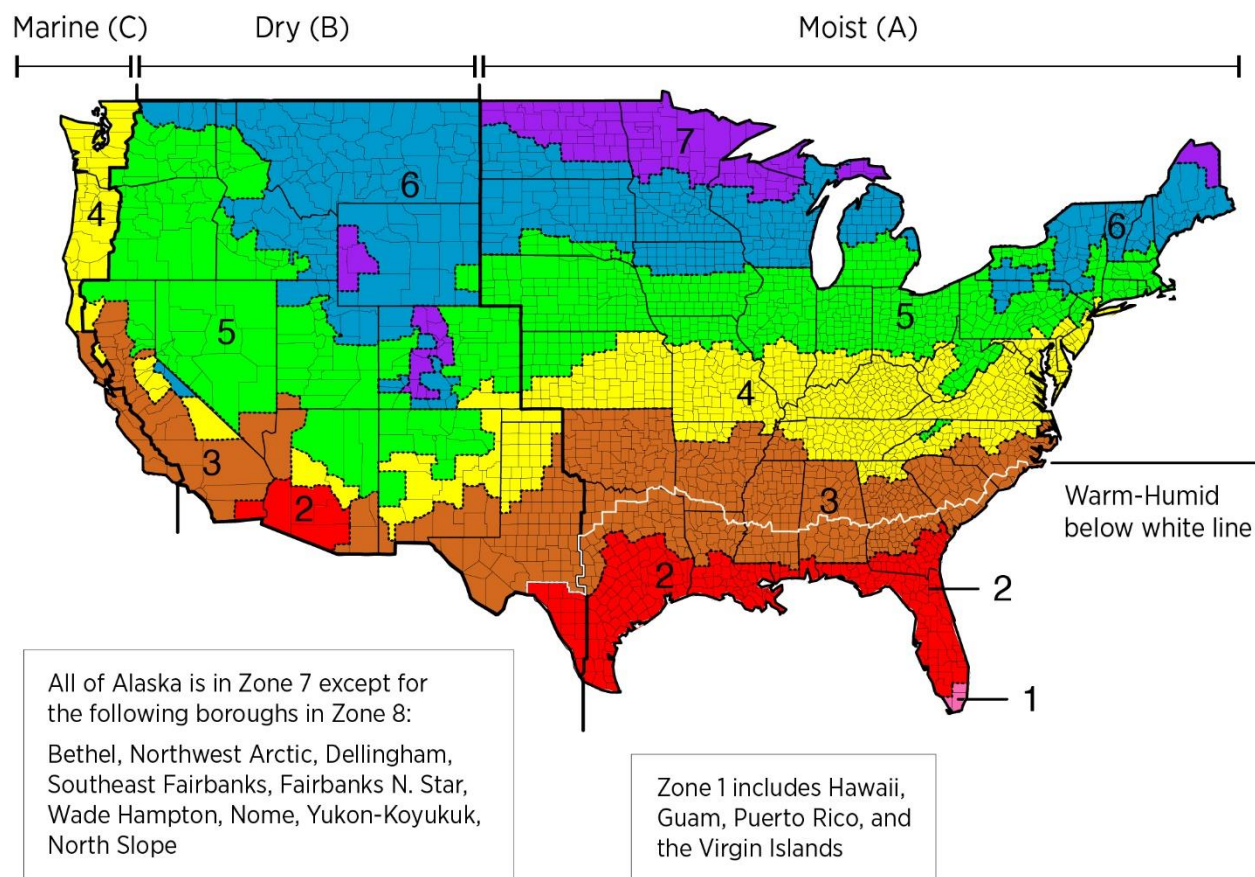 Marine (C)
Dry (B)
Moist (A)
7
6
6
4
5
5
4
3
3
2
2
Warm-Humid
below white line
2
1
All of Alaska is in Zone 7 except for
the following boroughs in Zone 8:
Bethel, Northwest Arctic, Dellingham,
Southeast Fairbanks, Fairbanks N. Star,
Wade Hampton, Nome, Yukon-Koyukuk,
North Slope
Zone 1 includes Hawaii,
Guam, Puerto Rico, and
the Virgin Islands